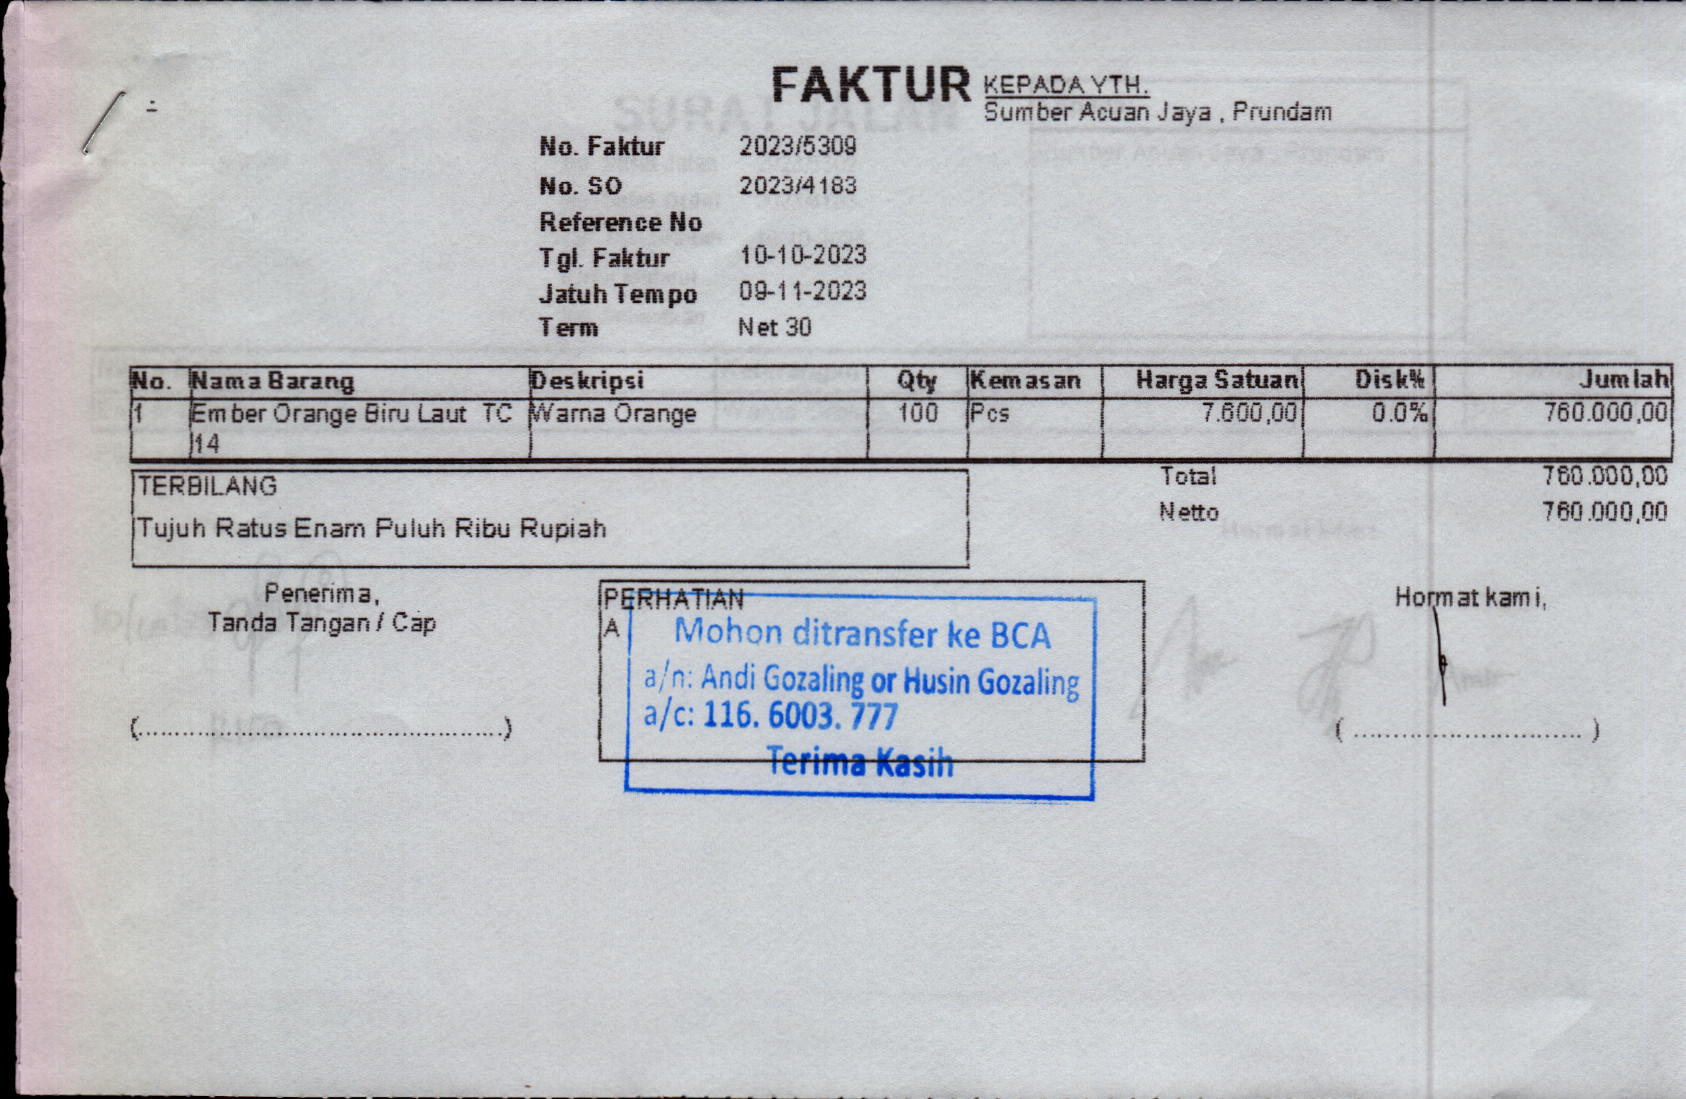 FAKTUR
KEPADA YTH.
Sumber Acuan Jaya , Prundam
No. Faktur 2023/5309
No. SO 2023/4183
Reference No
Tgl. Faktur 10-10-2023
Jatuh Tempo 09-11-2023
Term Net 30
No. Nama Barang Deskripsi Qty Kemasan Harga Satuan Disk% Jumlah
1 Ember Orange Biru Laut TC Warna Orange 100 Pcs 7.600,00 0.0% 760.000,00
14
Total 760.000,00
Netto 760.000,00
TERBILANG
Tujuh Ratus Enam Puluh Ribu Rupiah
Penerima,
Tanda Tangan / Cap
(................................................)
PERHATIAN
A
Mohon ditransfer ke BCA
a/n: Andi Gozaling or Husin Gozaling
a/c: 116. 6003. 777
Terima Kasih
Hormat kami,
( ............................. )